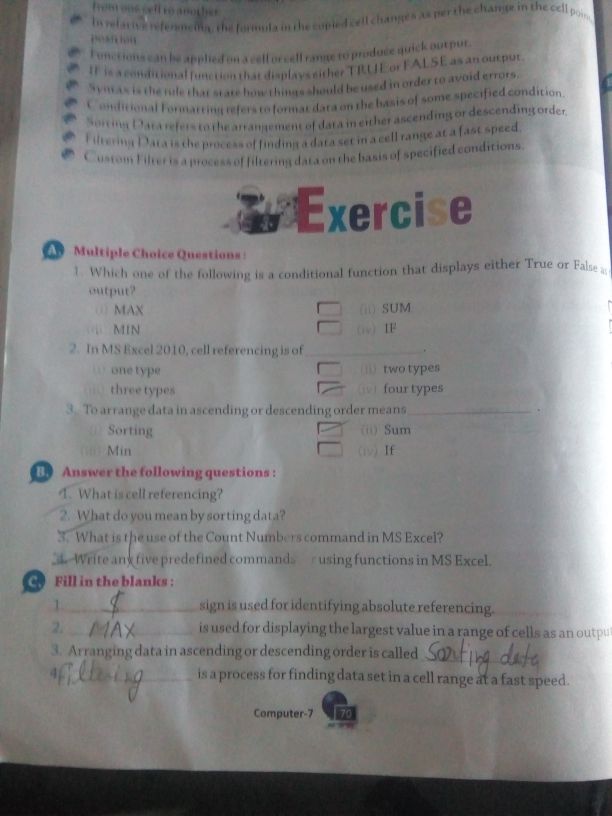 from one cell to another
In relative referencing, the formula in the copied cell changes as per the change in the cell
position
Functions can be applied on a cell or cell range to produce quick output.
IF is a conditional function that displays either TRUE or FALSE as an output.
Syntax is the rule that state how things should be used in order to avoid errors.
Conditional Formatting refers to format data on the basis of some specified condition.
Sorting Data refers to the arrangement of data in either ascending or descending order.
Filtering Data is the process of finding a data set in a cell range at a fast speed.
Custom Filter is a process of filtering data on the basis of specified conditions.
Exercise
A. Multiple Choice Questions :
1. Which one of the following is a conditional function that displays either True or False as
output?
(i) MAX (ii) SUM
(iii) MIN (iv) IF
2. In MS Excel 2010, cell referencing is of ____________.
(i) one type (ii) two types
(iii) three types (iv) four types
3. To arrange data in ascending or descending order means ____________.
(i) Sorting (ii) Sum
(iii) Min (iv) If
B. Answer the following questions :
1. What is cell referencing?
2. What do you mean by sorting data?
3. What is the use of the Count Numbers command in MS Excel?
4. Write any five predefined commands using functions in MS Excel.
C. Fill in the blanks :
1. $ sign is used for identifying absolute referencing.
2. MAX is used for displaying the largest value in a range of cells as an output
3. Arranging data in ascending or descending order is called Sorting data
4. Filtering is a process for finding data set in a cell range at a fast speed.
Computer-7 70